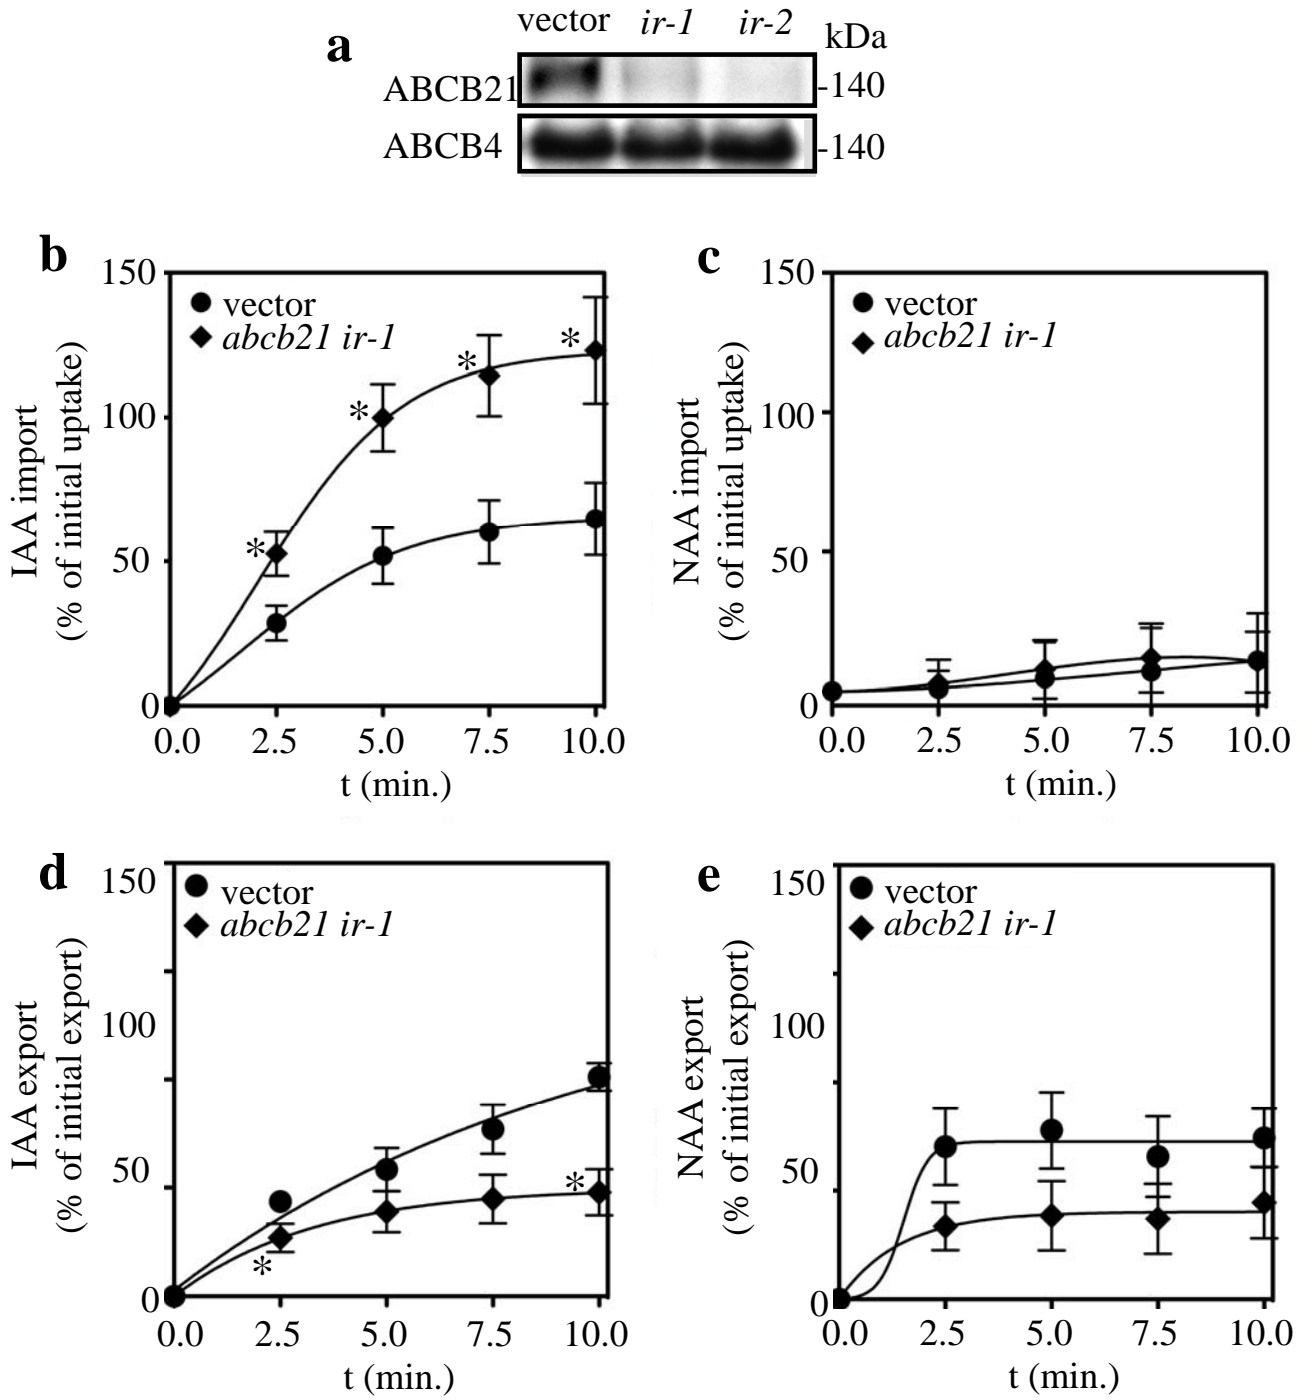 a
vector ir-1 ir-2 kDa
ABCB21 -140
ABCB4 -140
b
150
100
50
0
IAA import
(% of initial uptake)
vector
abcb21 ir-1
*
*
*
*
0.0 2.5 5.0 7.5 10.0
t (min.)
c
150
100
50
0
NAA import
(% of initial uptake)
vector
abcb21 ir-1
0.0 2.5 5.0 7.5 10.0
t (min.)
d
150
100
50
0
IAA export
(% of initial export)
vector
abcb21 ir-1
*
*
0.0 2.5 5.0 7.5 10.0
t (min.)
e
150
100
50
0
NAA export
(% of initial export)
vector
abcb21 ir-1
0.0 2.5 5.0 7.5 10.0
t (min.)